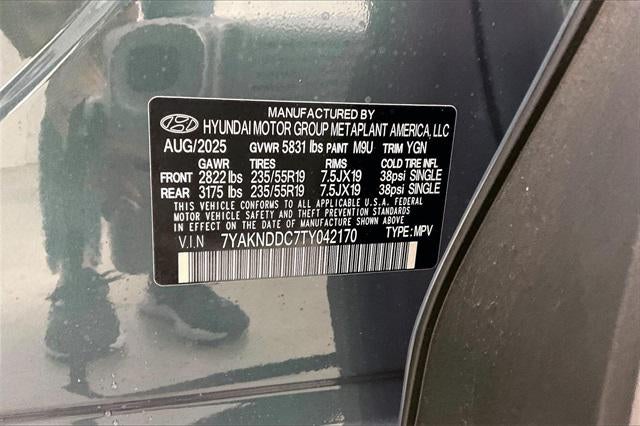 MANUFACTURED BY
HYUNDAI MOTOR GROUP METAPLANT AMERICA, LLC
AUG/2025 GVWR 5831 lbs PAINT M9U TRIM YGN
GAWR TIRES RIMS COLD TIRE INFL
FRONT 2822 lbs 235/55R19 7.5JX19 38psi SINGLE
REAR 3175 lbs 235/55R19 7.5JX19 38psi SINGLE
THIS VEHICLE CONFORMS TO ALL APPLICABLE U.S.A. FEDERAL
MOTOR VEHICLE SAFETY AND THEFT PREVENTION STANDARDS
IN EFFECT ON THE DATE OF MANUFACTURE SHOWN ABOVE
V.I.N 7YAKNDDC7TY042170 TYPE: MPV